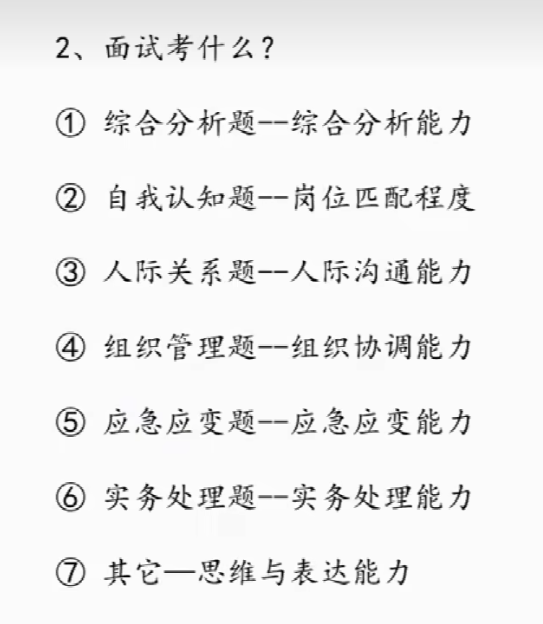 2、面试考什么？
① 综合分析题--综合分析能力
② 自我认知题--岗位匹配程度
③ 人际关系题--人际沟通能力
④ 组织管理题--组织协调能力
⑤ 应急应变题--应急应变能力
⑥ 实务处理题--实务处理能力
⑦ 其它—思维与表达能力